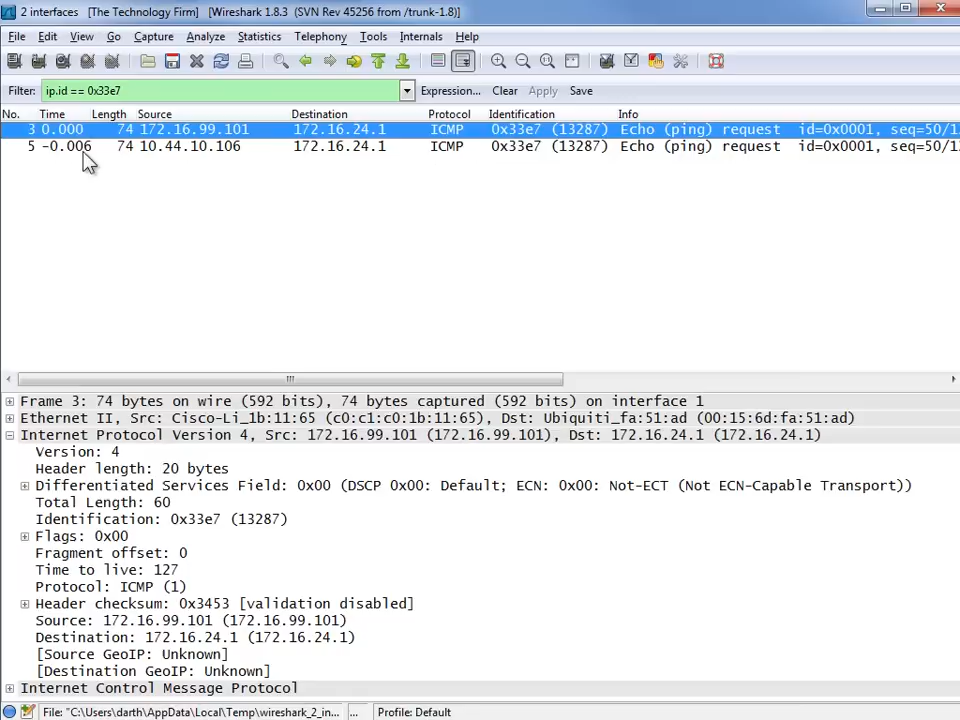 2 interfaces [The Technology Firm] [Wireshark 1.8.3 (SVN Rev 45256 from /trunk-1.8)]
File Edit View Go Capture Analyze Statistics Telephony Tools Internals Help
Filter: ip.id == 0x33e7 Expression... Clear Apply Save
No. Time Length Source Destination Protocol Identification Info
3 0.000 74 172.16.99.101 172.16.24.1 ICMP 0x33e7 (13287) Echo (ping) request id=0x0001, seq=50/1
5 -0.006 74 10.44.10.106 172.16.24.1 ICMP 0x33e7 (13287) Echo (ping) request id=0x0001, seq=50/1
Frame 3: 74 bytes on wire (592 bits), 74 bytes captured (592 bits) on interface 1
Ethernet II, Src: Cisco-Li_1b:11:65 (c0:c1:c0:1b:11:65), Dst: Ubiquiti_fa:51:ad (00:15:6d:fa:51:ad)
Internet Protocol Version 4, Src: 172.16.99.101 (172.16.99.101), Dst: 172.16.24.1 (172.16.24.1)
Version: 4
Header length: 20 bytes
Differentiated Services Field: 0x00 (DSCP 0x00: Default; ECN: 0x00: Not-ECT (Not ECN-Capable Transport))
Total Length: 60
Identification: 0x33e7 (13287)
Flags: 0x00
Fragment offset: 0
Time to live: 127
Protocol: ICMP (1)
Header checksum: 0x3453 [validation disabled]
Source: 172.16.99.101 (172.16.99.101)
Destination: 172.16.24.1 (172.16.24.1)
[Source GeoIP: Unknown]
[Destination GeoIP: Unknown]
Internet Control Message Protocol
File: "C:\Users\darth\AppData\Local\Temp\wireshark_2_in... ... Profile: Default